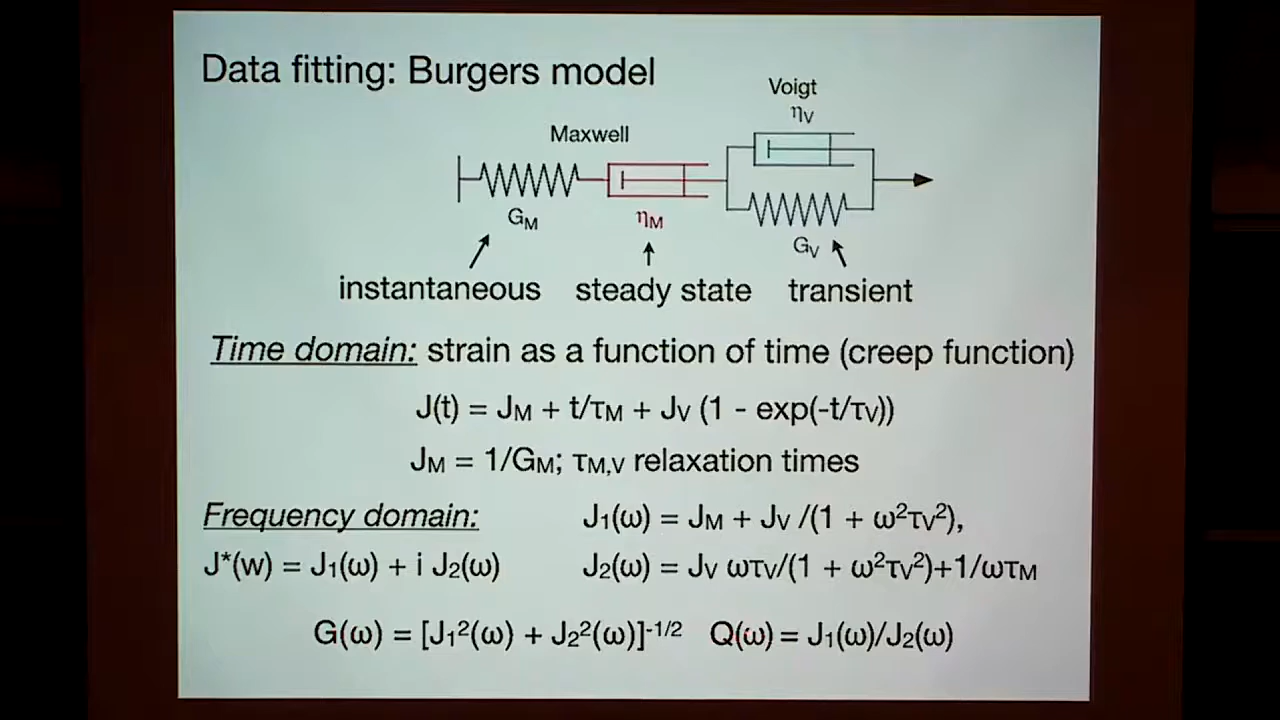 Data fitting: Burgers model
Voigt
ηV
Maxwell
GM
ηM
GV
instantaneous steady state transient
Time domain: strain as a function of time (creep function)
J(t) = JM + t/τM + JV (1 - exp(-t/τV))
JM = 1/GM; τM,V relaxation times
Frequency domain: J1(ω) = JM + JV /(1 + ω²τV²),
J*(w) = J1(ω) + i J2(ω) J2(ω) = JV ωτV/(1 + ω²τV²)+1/ωτM
G(ω) = [J1²(ω) + J2²(ω)]-1/2 Q(ω) = J1(ω)/J2(ω)